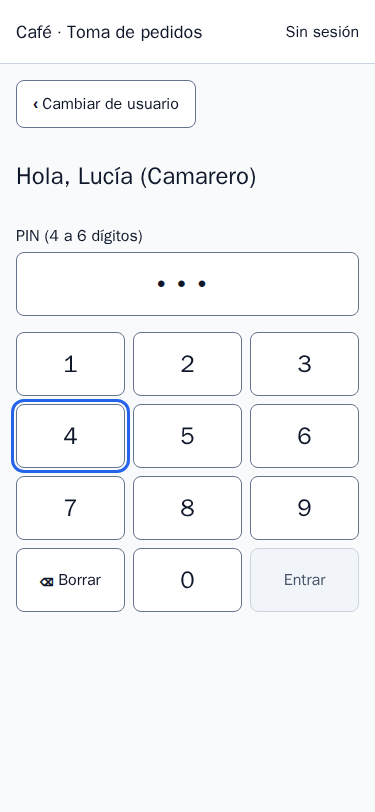 Café · Toma de pedidos Sin sesión
‹ Cambiar de usuario
Hola, Lucía (Camarero)
PIN (4 a 6 dígitos)
•••
1 2 3
4 5 6
7 8 9
⌫ Borrar 0 Entrar